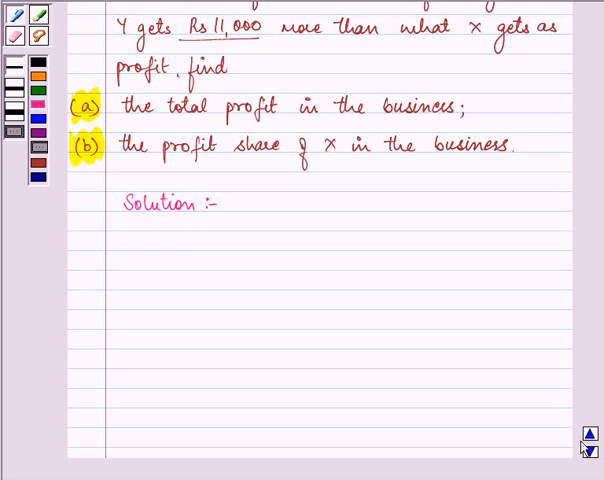 Y gets Rs 11,000 more than what x gets as
profit, find
(a) the total profit in the business;
(b) the profit share of x in the business.
Solution :-